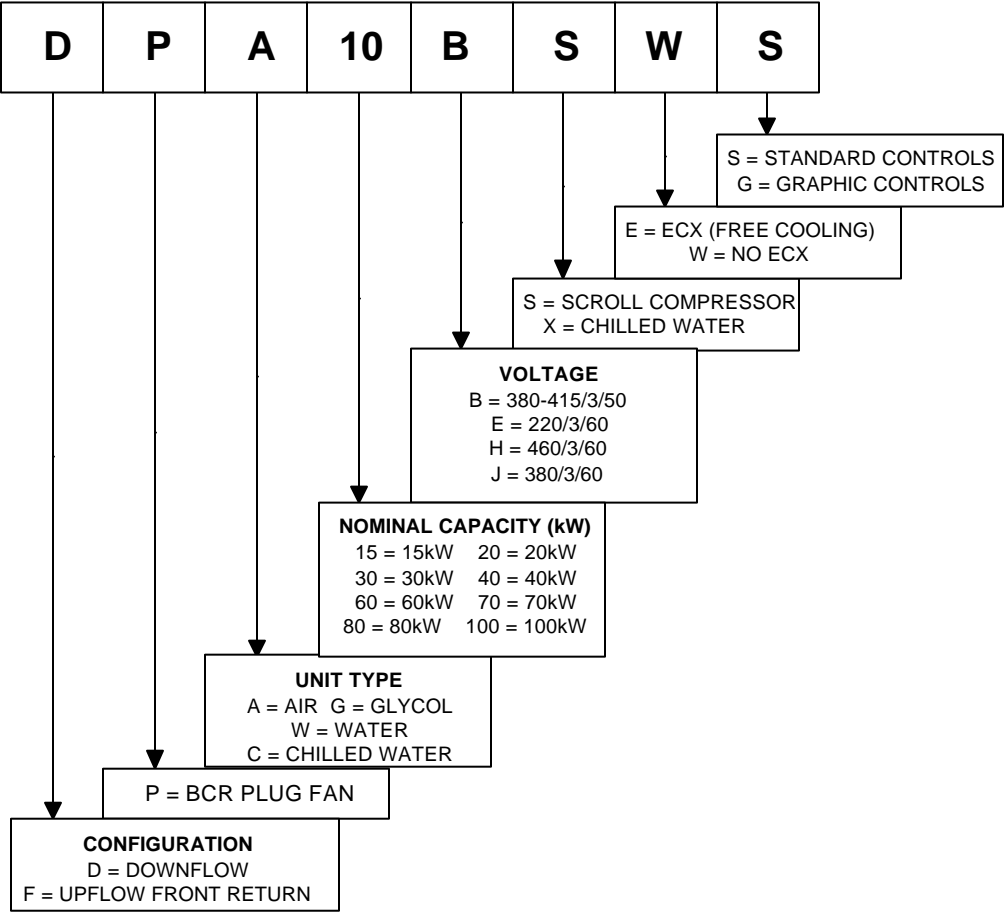 D P A 10 B S W S
S = STANDARD CONTROLS
G = GRAPHIC CONTROLS
E = ECX (FREE COOLING)
W = NO ECX
S = SCROLL COMPRESSOR
X = CHILLED WATER
VOLTAGE
B = 380-415/3/50
E = 220/3/60
H = 460/3/60
J = 380/3/60
NOMINAL CAPACITY (kW)
15 = 15kW 20 = 20kW
30 = 30kW 40 = 40kW
60 = 60kW 70 = 70kW
80 = 80kW 100 = 100kW
UNIT TYPE
A = AIR G = GLYCOL
W = WATER
C = CHILLED WATER
P = BCR PLUG FAN
CONFIGURATION
D = DOWNFLOW
F = UPFLOW FRONT RETURN